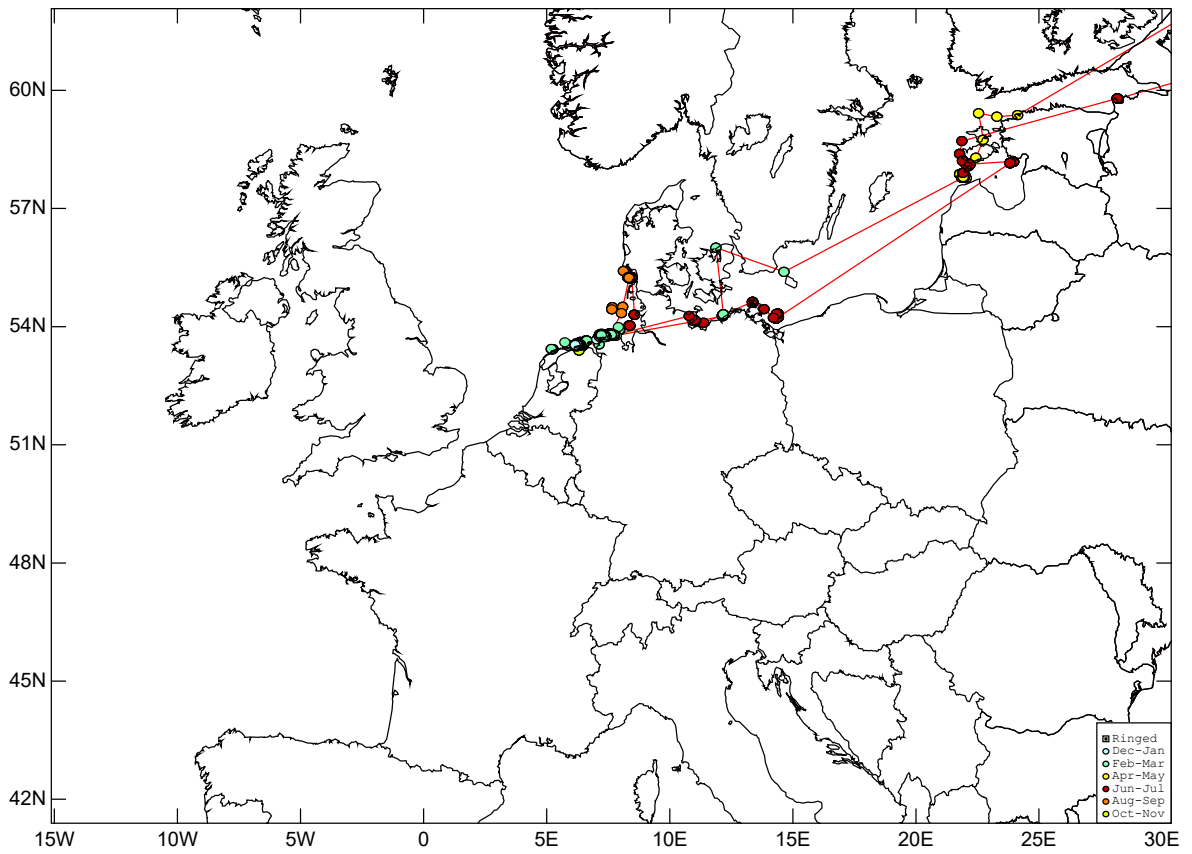 60N
57N
54N
51N
48N
45N
42N
15W 10W 5W 0 5E 10E 15E 20E 25E 30E
Ringed
Dec-Jan
Feb-Mar
Apr-May
Jun-Jul
Aug-Sep
Oct-Nov